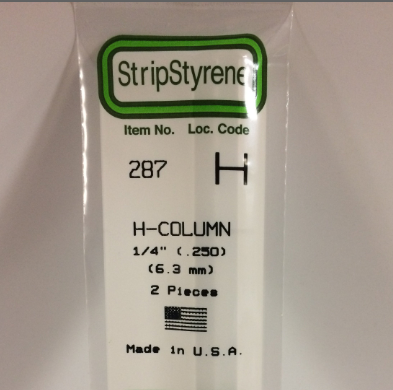 StripStyrene
Item No. Loc. Code
287 H
H-COLUMN
1/4" (.250)
(6.3 mm)
2 Pieces
Made in U.S.A.